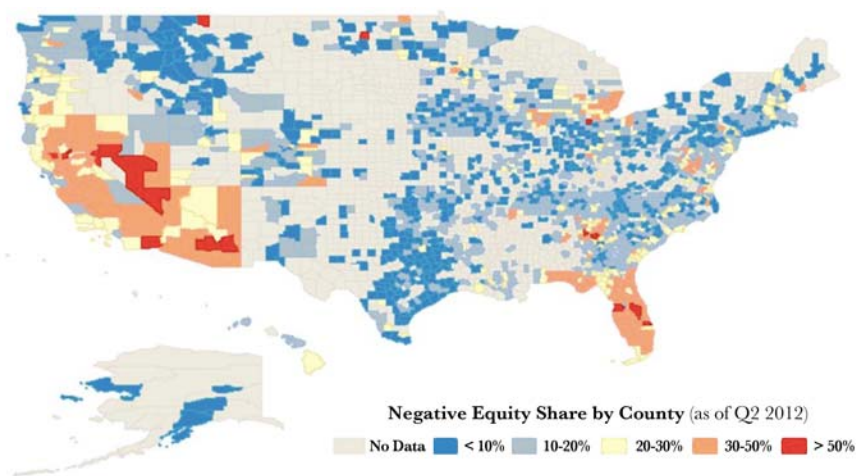 Negative Equity Share by County (as of Q2 2012)
No Data < 10% 10-20% 20-30% 30-50% > 50%